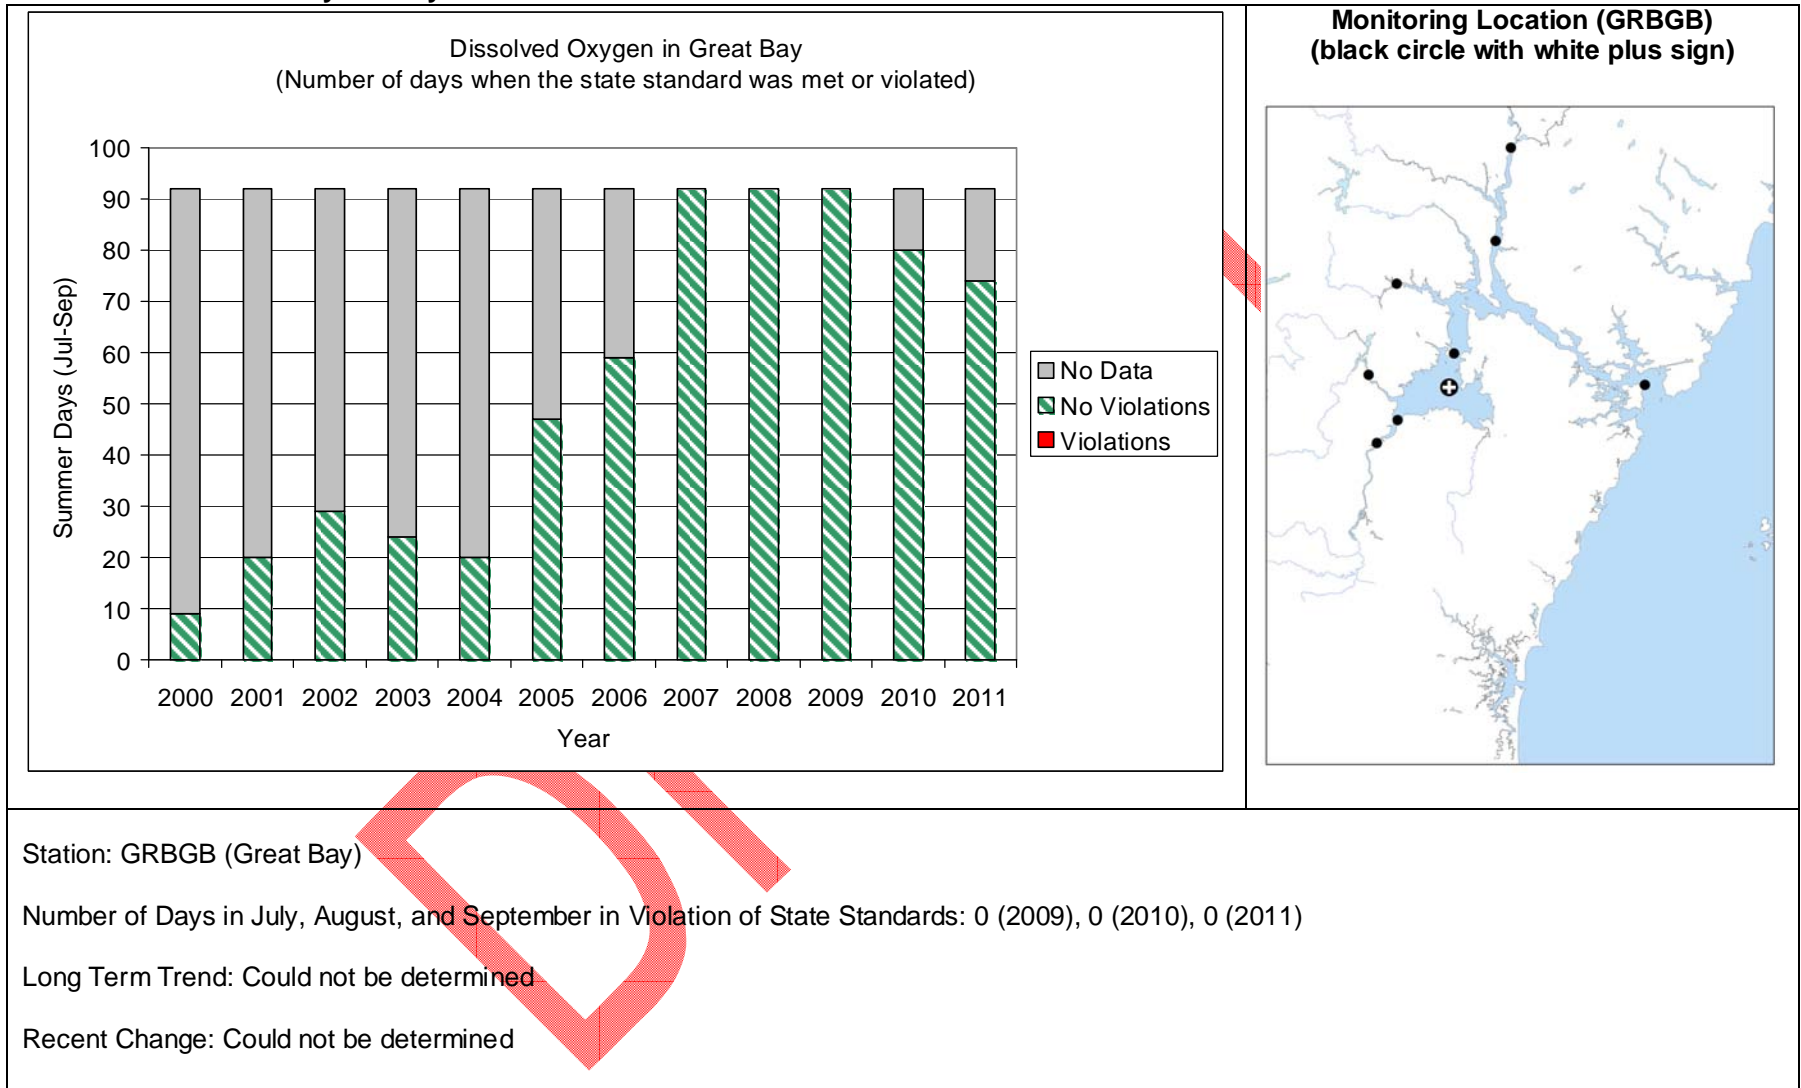 Dissolved Oxygen in Great Bay
(Number of days when the state standard was met or violated)
100
90
80
70
60
50
40
30
20
10
0
Summer Days (Jul-Sep)
2000 2001 2002 2003 2004 2005 2006 2007 2008 2009 2010 2011
Year
No Data
No Violations
Violations
Monitoring Location (GRBGB)
(black circle with white plus sign)
Station: GRBGB (Great Bay)
Number of Days in July, August, and September in Violation of State Standards: 0 (2009), 0 (2010), 0 (2011)
Long Term Trend: Could not be determined
Recent Change: Could not be determined